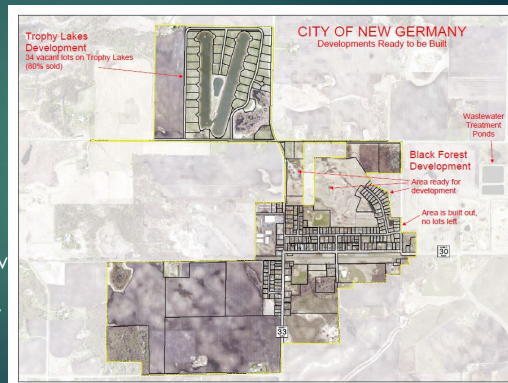 CITY OF NEW GERMANY
Developments Ready to be Built
Trophy Lakes
Development
34 vacant lots on Trophy Lakes
(80% sold)
Wastewater
Treatment
Ponds
Black Forest
Development
Area ready for
development
Area is built out,
no lots left
30
33